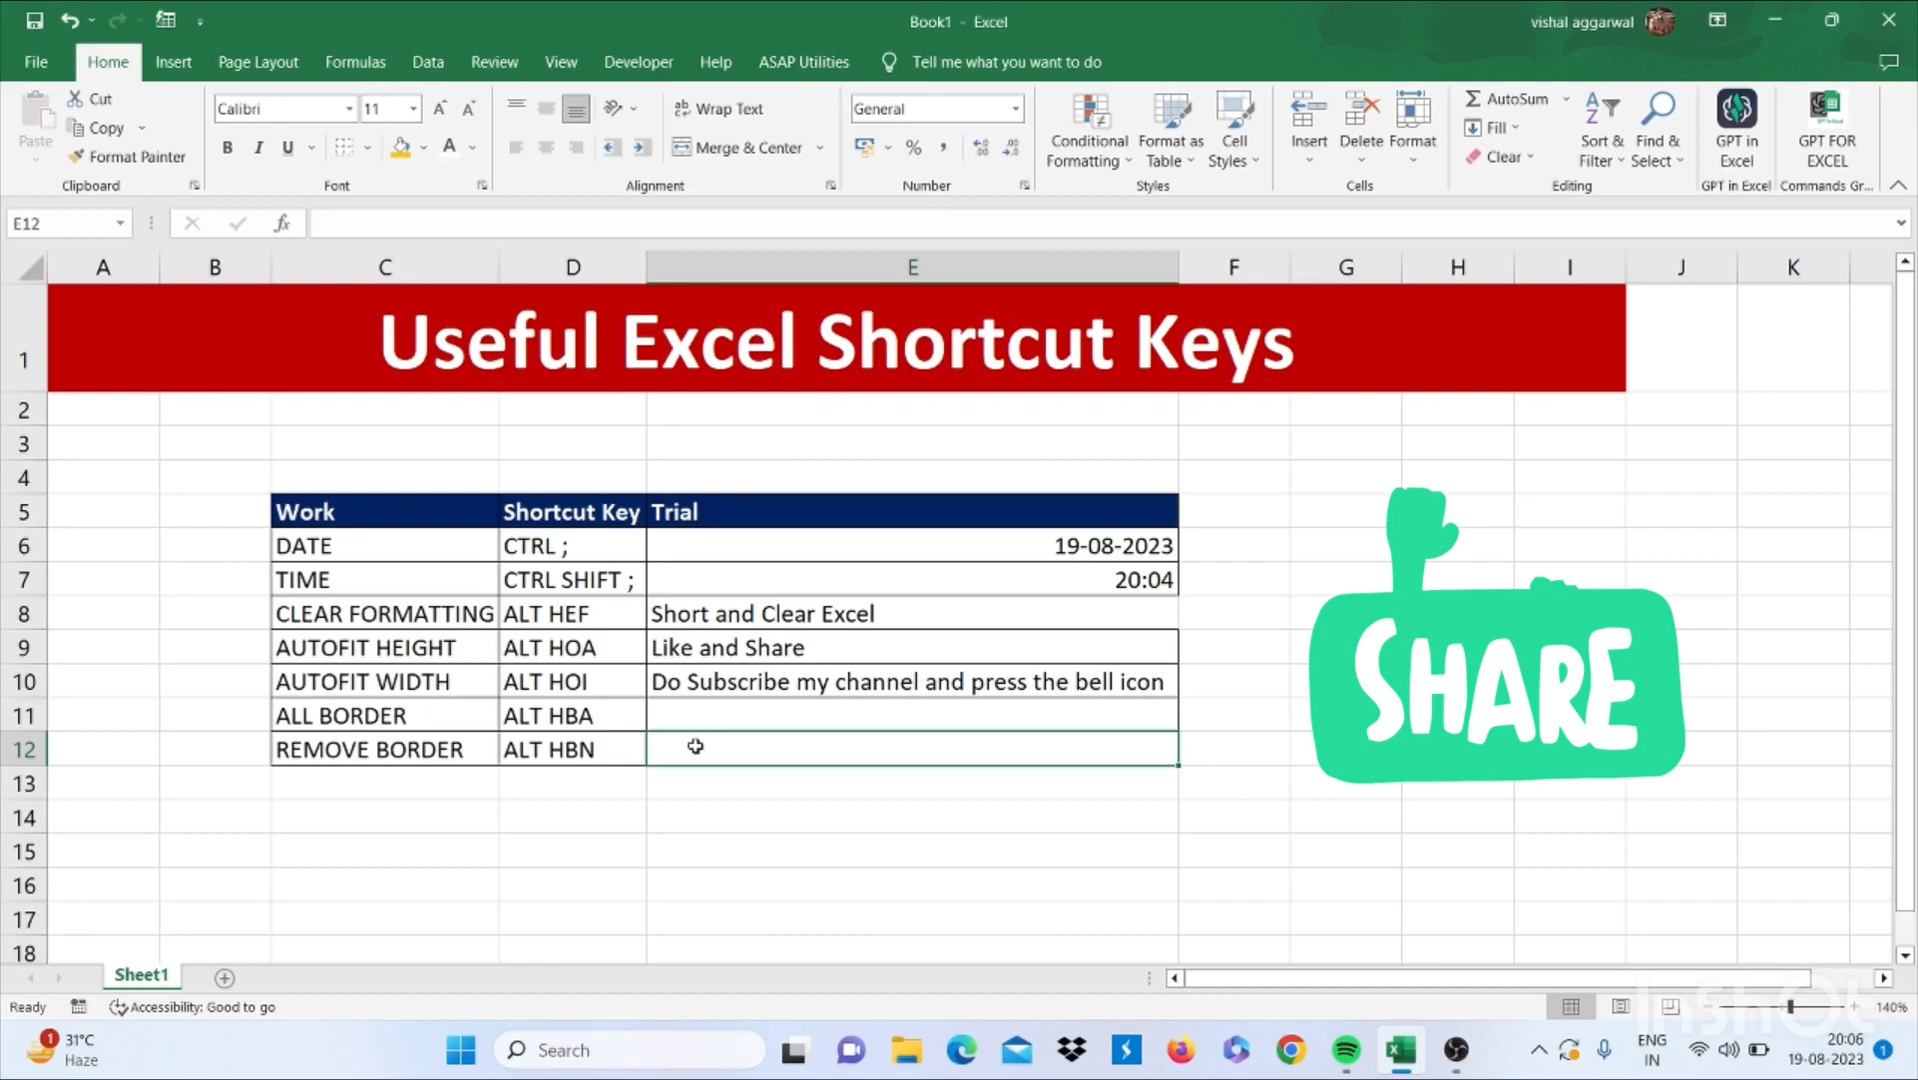 Book1 - Excel
vishal aggarwal
File Home Insert Page Layout Formulas Data Review View Developer Help ASAP Utilities Tell me what you want to do
Paste
Cut
Copy
Format Painter
Clipboard
Calibri 11
B I U A
Font
Wrap Text
Merge & Center
Alignment
General
%
Number
Conditional Formatting
Format as Table
Cell Styles
Styles
Insert Delete Format
Cells
AutoSum
Fill
Clear
Sort & Filter
Find & Select
Editing
GPT in Excel
GPT in Excel
GPT FOR EXCEL
Commands Gr...
E12
fx
A B C D E F G H I J K
1 Useful Excel Shortcut Keys
2
3
4
5 Work Shortcut Key Trial
6 DATE CTRL ; 19-08-2023
7 TIME CTRL SHIFT ; 20:04
8 CLEAR FORMATTING ALT HEF Short and Clear Excel
9 AUTOFIT HEIGHT ALT HOA Like and Share
10 AUTOFIT WIDTH ALT HOI Do Subscribe my channel and press the bell icon
11 ALL BORDER ALT HBA
12 REMOVE BORDER ALT HBN
13
14
15
16
17
18
SHARE
Sheet1
Ready Accessibility: Good to go 140%
InShOt
1 31°C
Haze
Search
ENG
IN
20:06
19-08-2023
1